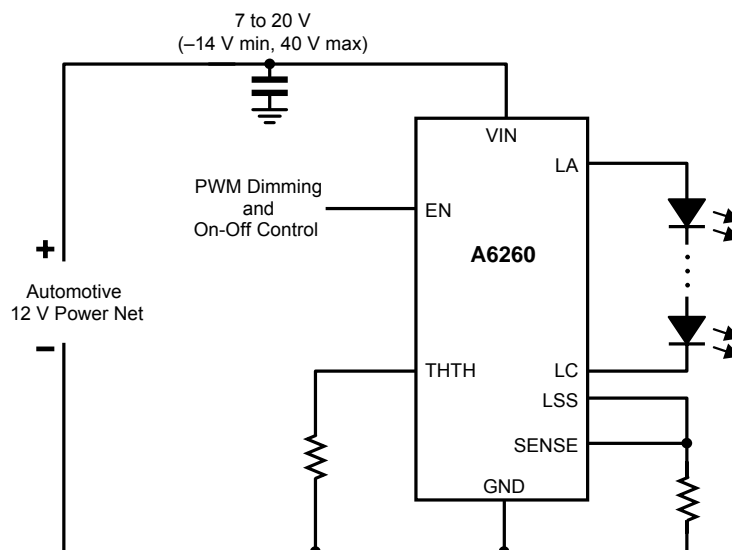 7 to 20 V
(–14 V min, 40 V max)
VIN
LA
PWM Dimming
and
On-Off Control
EN
A6260
+
Automotive
12 V Power Net
–
THTH
LC
LSS
SENSE
GND